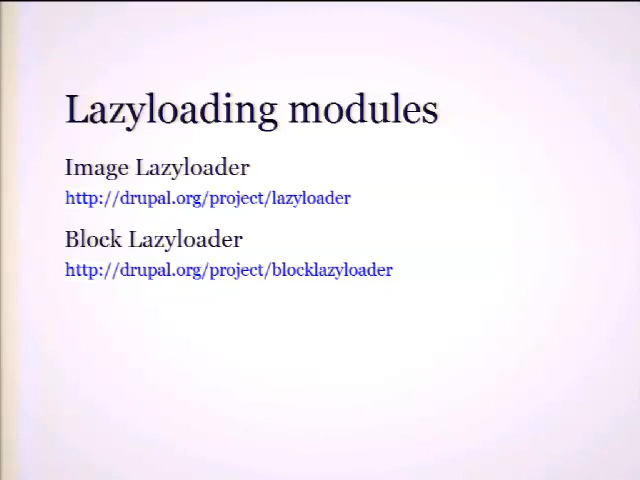 Lazyloading modules
Image Lazyloader
http://drupal.org/project/lazyloader
Block Lazyloader
http://drupal.org/project/blocklazyloader